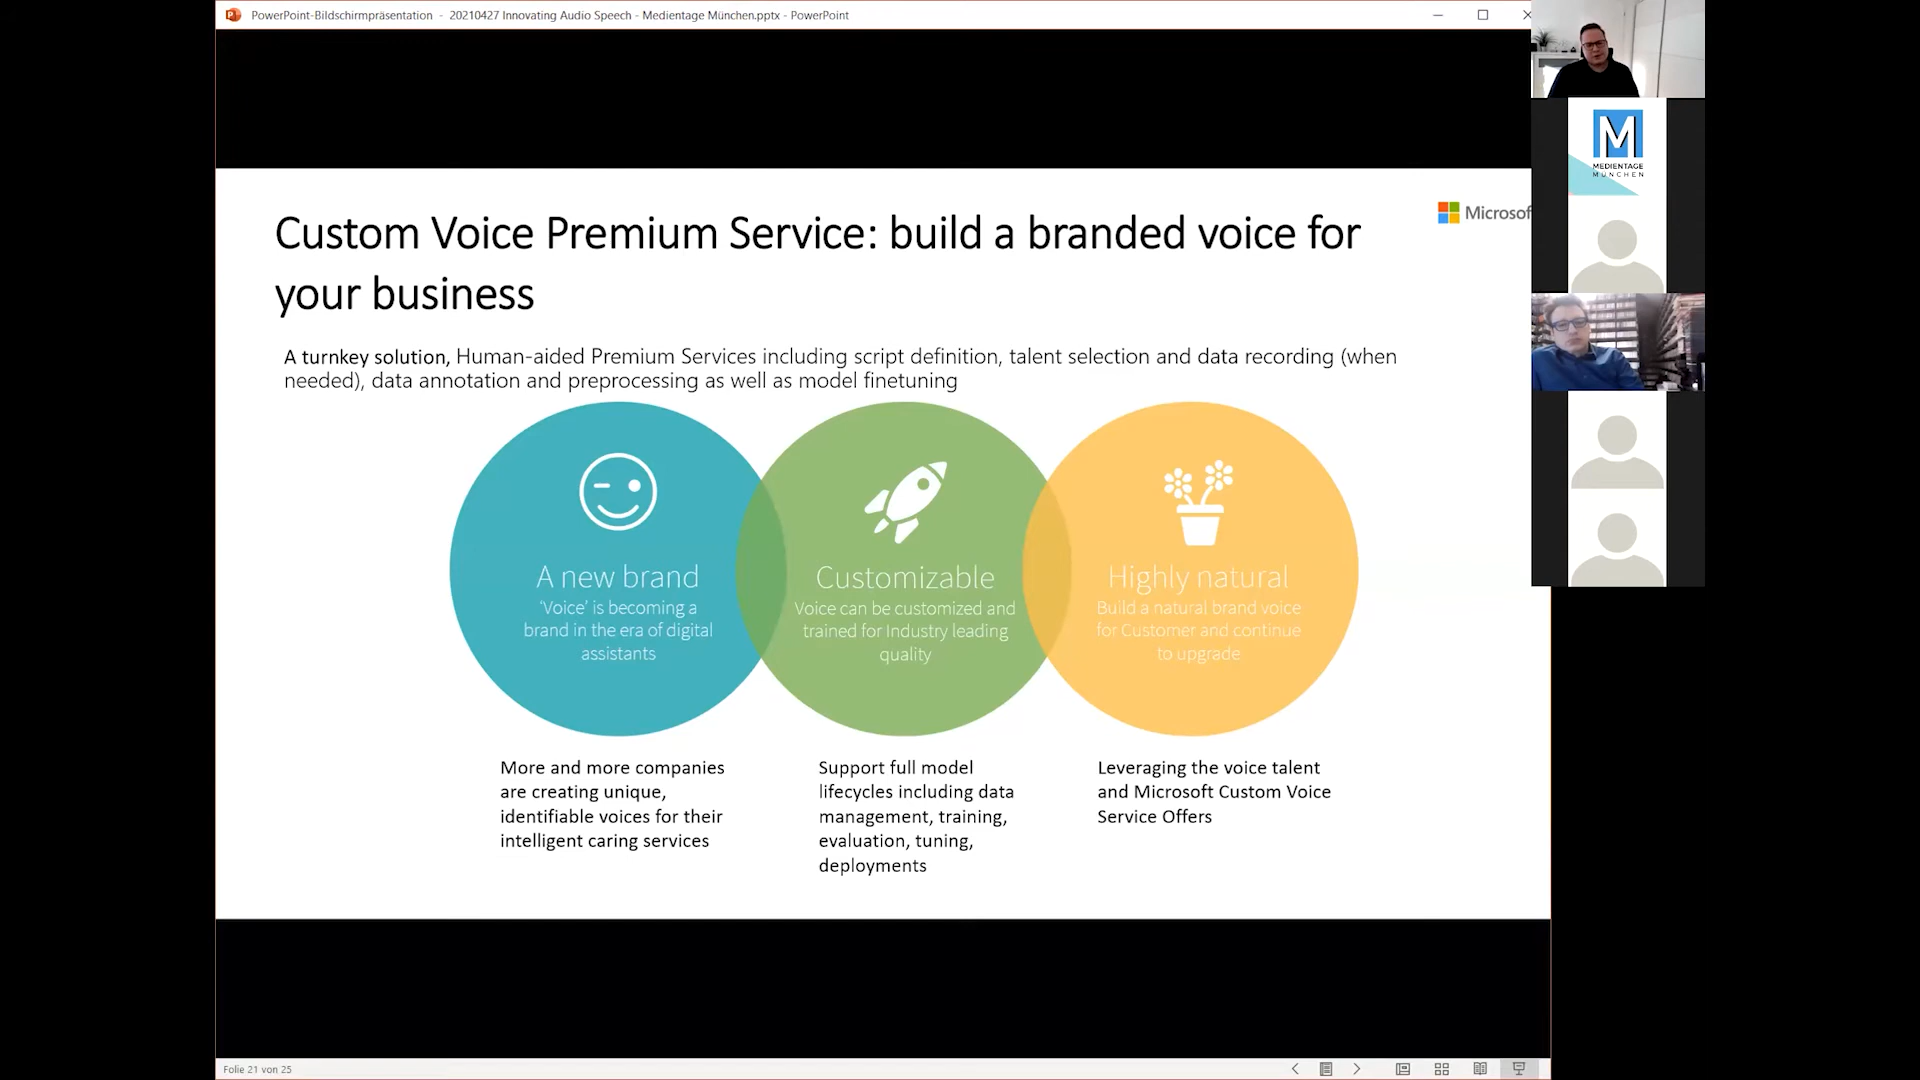 PowerPoint-Bildschirmpräsentation - 20210427 Innovating Audio Speech - Medientage München.pptx - PowerPoint
Custom Voice Premium Service: build a branded voice for
your business
Microsof
M
MEDIENTAGE
MÜNCHEN
A turnkey solution, Human-aided Premium Services including script definition, talent selection and data recording (when
needed), data annotation and preprocessing as well as model finetuning
A new brand
'Voice' is becoming a
brand in the era of digital
assistants
Customizable
Voice can be customized and
trained for Industry leading
quality
Highly natural
Build a natural brand voice
for Customer and continue
to upgrade
More and more companies
are creating unique,
identifiable voices for their
intelligent caring services
Support full model
lifecycles including data
management, training,
evaluation, tuning,
deployments
Leveraging the voice talent
and Microsoft Custom Voice
Service Offers
Folie 21 von 25